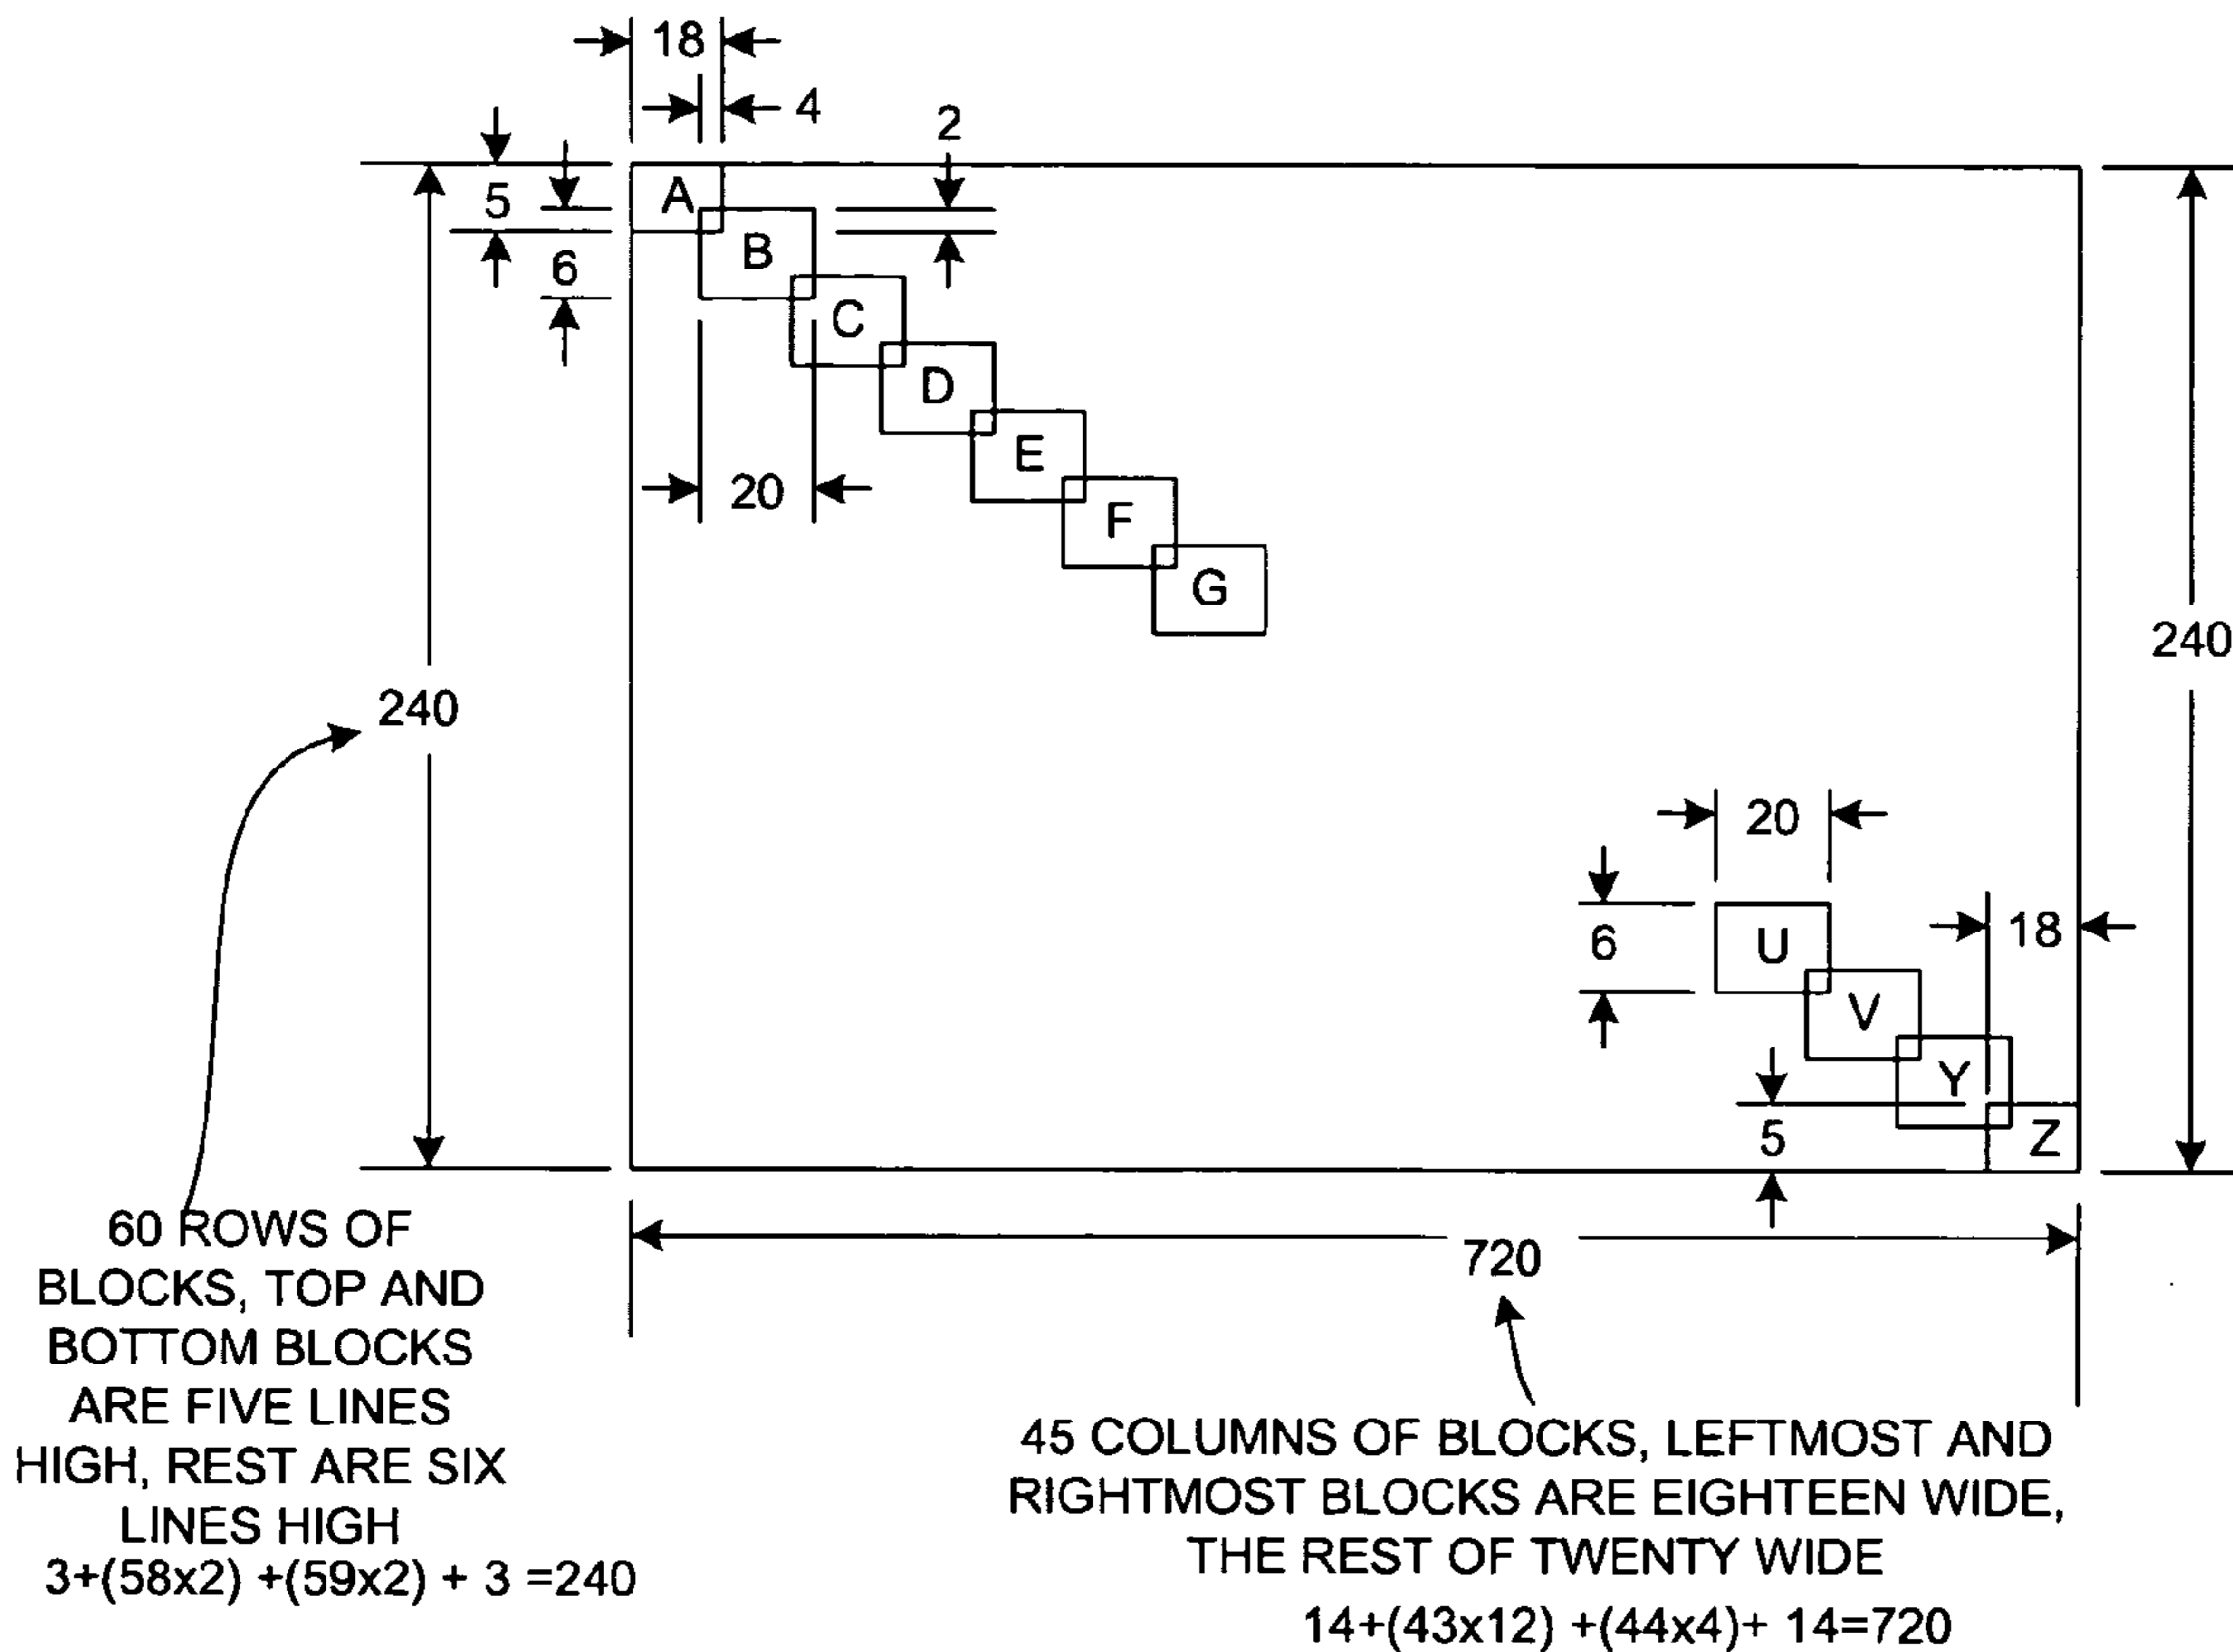 18
4
2
5
A
6
B
C
D
20
E
F
G
240
240
20
6
U
18
V
Y
5
Z
720
60 ROWS OF
BLOCKS, TOP AND
BOTTOM BLOCKS
ARE FIVE LINES
HIGH, REST ARE SIX
LINES HIGH
3+(58x2) +(59x2) + 3 =240
45 COLUMNS OF BLOCKS, LEFTMOST AND
RIGHTMOST BLOCKS ARE EIGHTEEN WIDE,
THE REST OF TWENTY WIDE
14+(43x12) +(44x4)+ 14=720